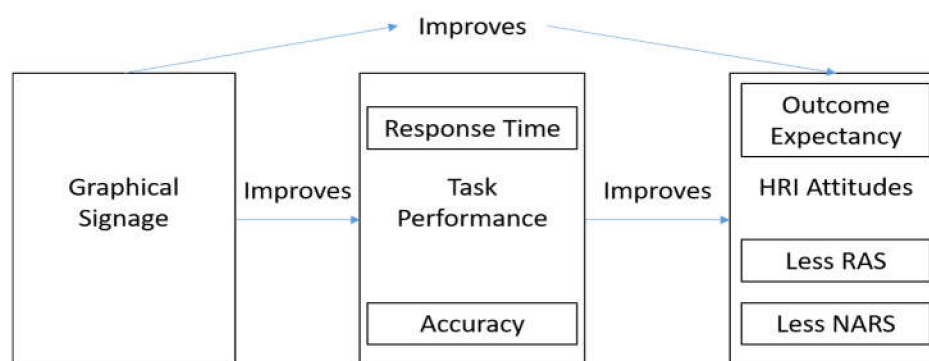 Improves
Graphical
Signage
Improves
Response Time
Task
Performance
Accuracy
Improves
Outcome
Expectancy
HRI Attitudes
Less RAS
Less NARS